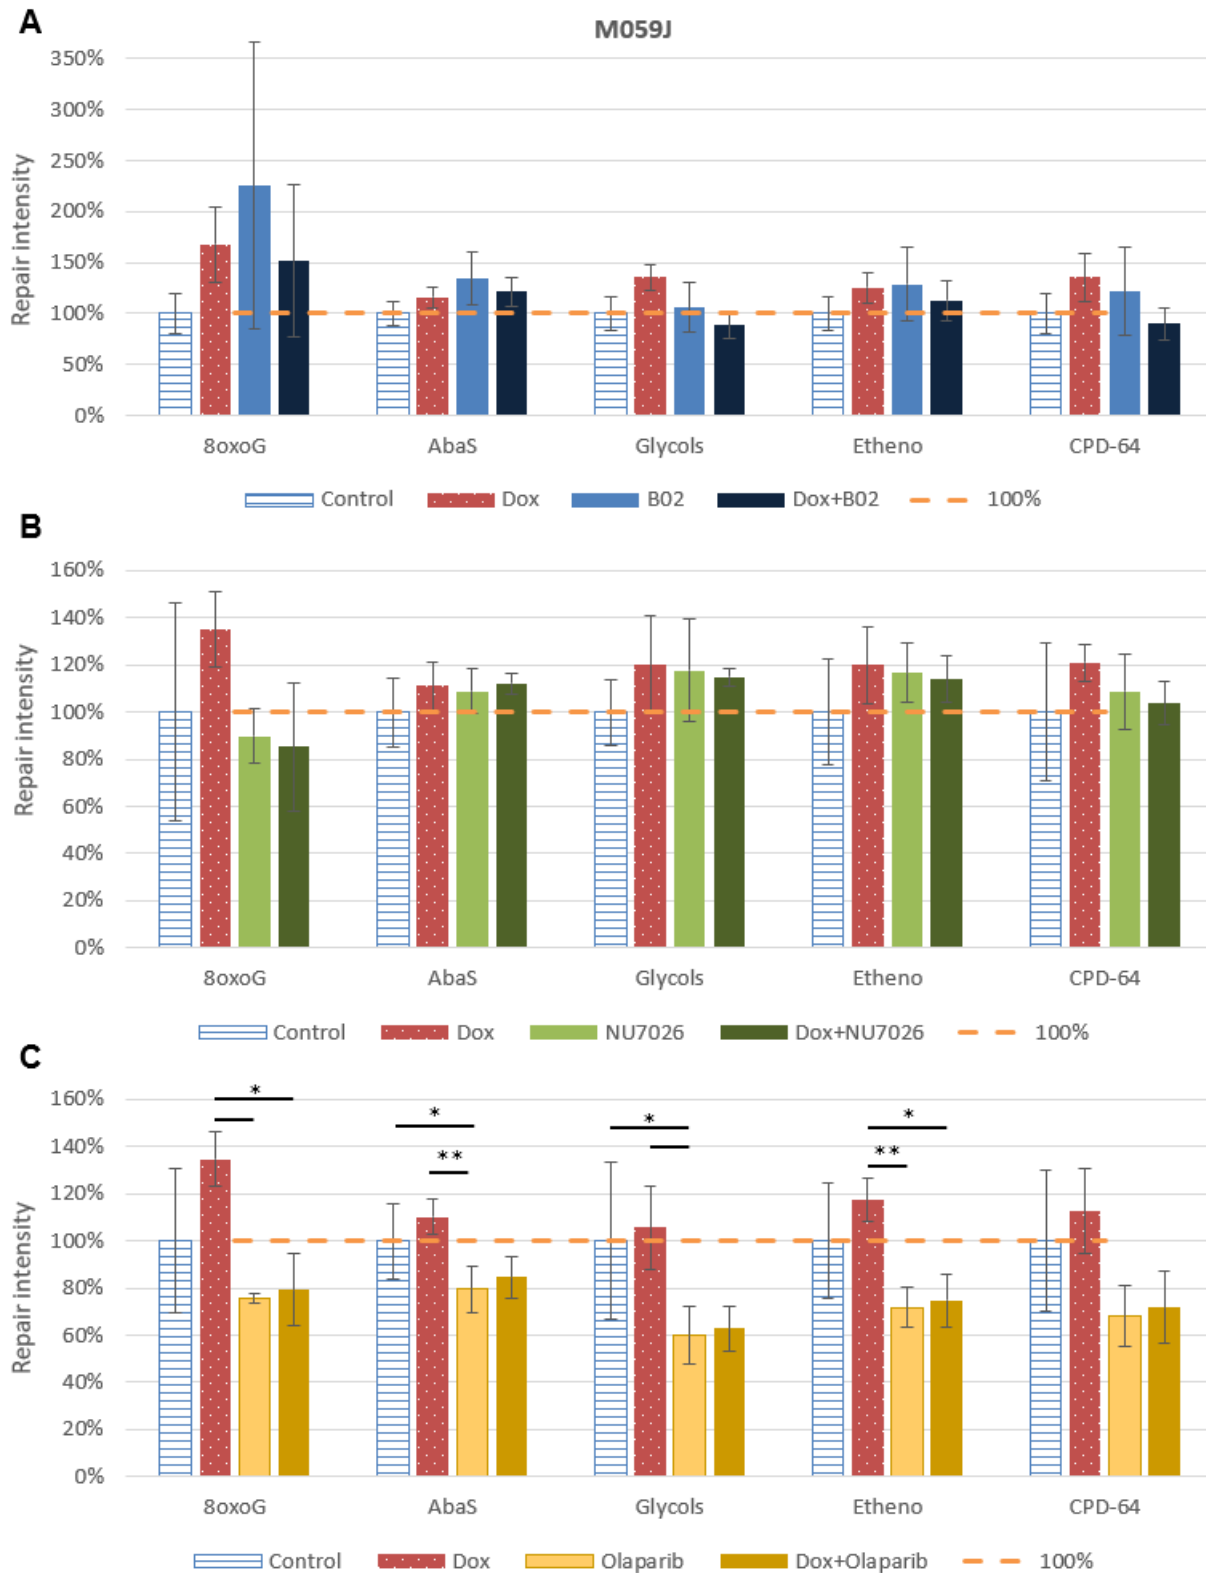 A
M059J
350%
300%
250%
200%
150%
100%
50%
0%
Repair intensity
8oxoG AbaS Glycols Etheno CPD-64
Control Dox B02 Dox+B02 100%
B
160%
140%
120%
100%
80%
60%
40%
20%
0%
Repair intensity
8oxoG AbaS Glycols Etheno CPD-64
Control Dox NU7026 Dox+NU7026 100%
C
160%
140%
120%
100%
80%
60%
40%
20%
0%
Repair intensity
* * * *
** **
8oxoG AbaS Glycols Etheno CPD-64
Control Dox Olaparib Dox+Olaparib 100%